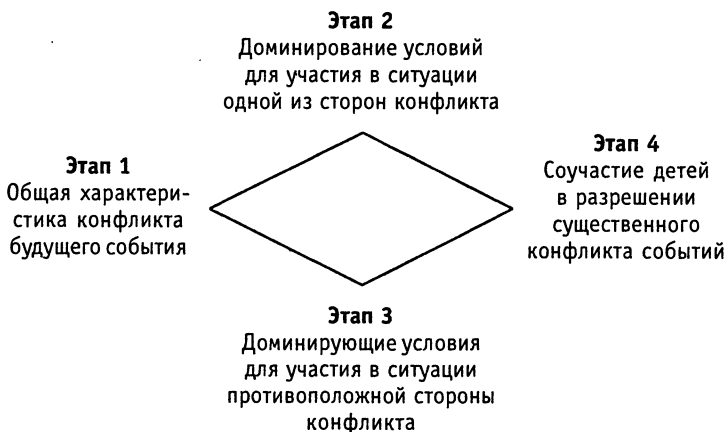 Этап 2
Доминирование условий
для участия в ситуации
одной из сторон конфликта
Этап 1
Общая характери-
стика конфликта
будущего события
Этап 4
Соучастие детей
в разрешении
существенного
конфликта событий
Этап 3
Доминирующие условия
для участия в ситуации
противоположной стороны
конфликта